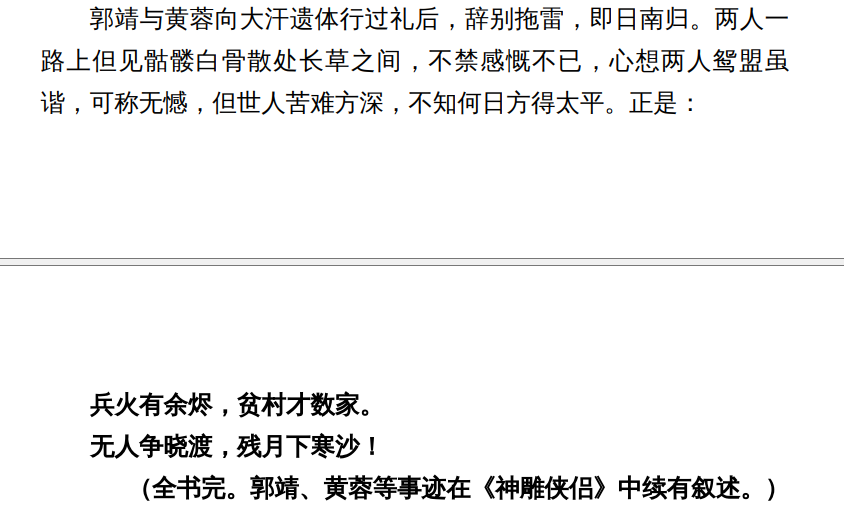 郭靖与黄蓉向大汗遗体行过礼后，辞别拖雷，即日南归。两人一
路上但见骷髅白骨散处长草之间，不禁感慨不已，心想两人鸳盟虽
谐，可称无憾，但世人苦难方深，不知何日方得太平。正是：
兵火有余烬，贫村才数家。
无人争晓渡，残月下寒沙！
（全书完。郭靖、黄蓉等事迹在《神雕侠侣》中续有叙述。）